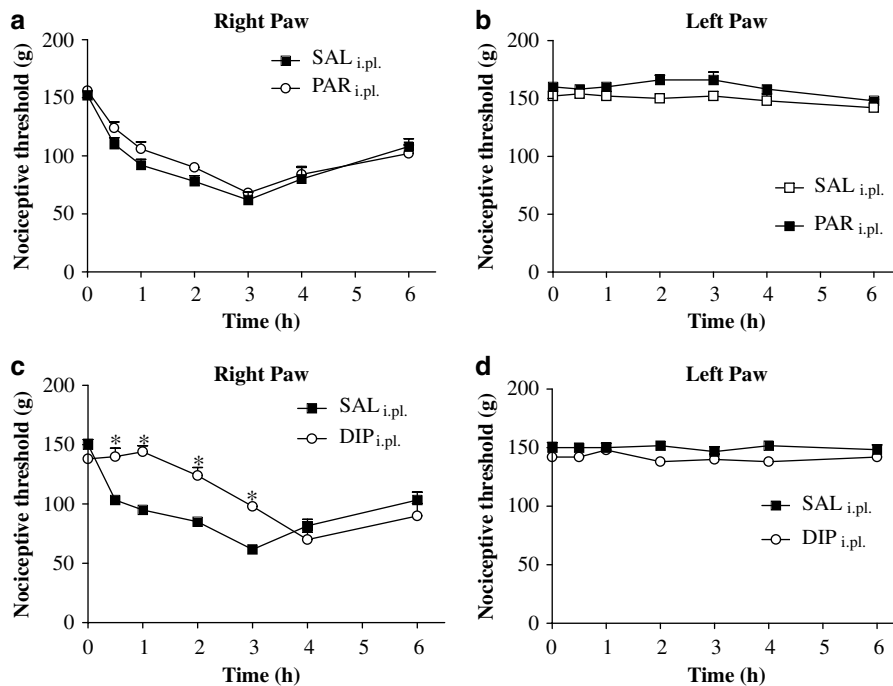 a
Right Paw
Nociceptive threshold (g)
200
150
100
50
0
SAL i.pl.
PAR i.pl.
0 1 2 3 4 5 6
Time (h)
b
Left Paw
Nociceptive threshold (g)
200
150
100
50
0
SAL i.pl.
PAR i.pl.
0 1 2 3 4 5 6
Time (h)
c
Right Paw
Nociceptive threshold (g)
200
150
100
50
0
SAL i.pl.
DIP i.pl.
* * * *
0 1 2 3 4 5 6
Time (h)
d
Left Paw
Nociceptive threshold (g)
200
150
100
50
0
SAL i.pl.
DIP i.pl.
0 1 2 3 4 5 6
Time (h)